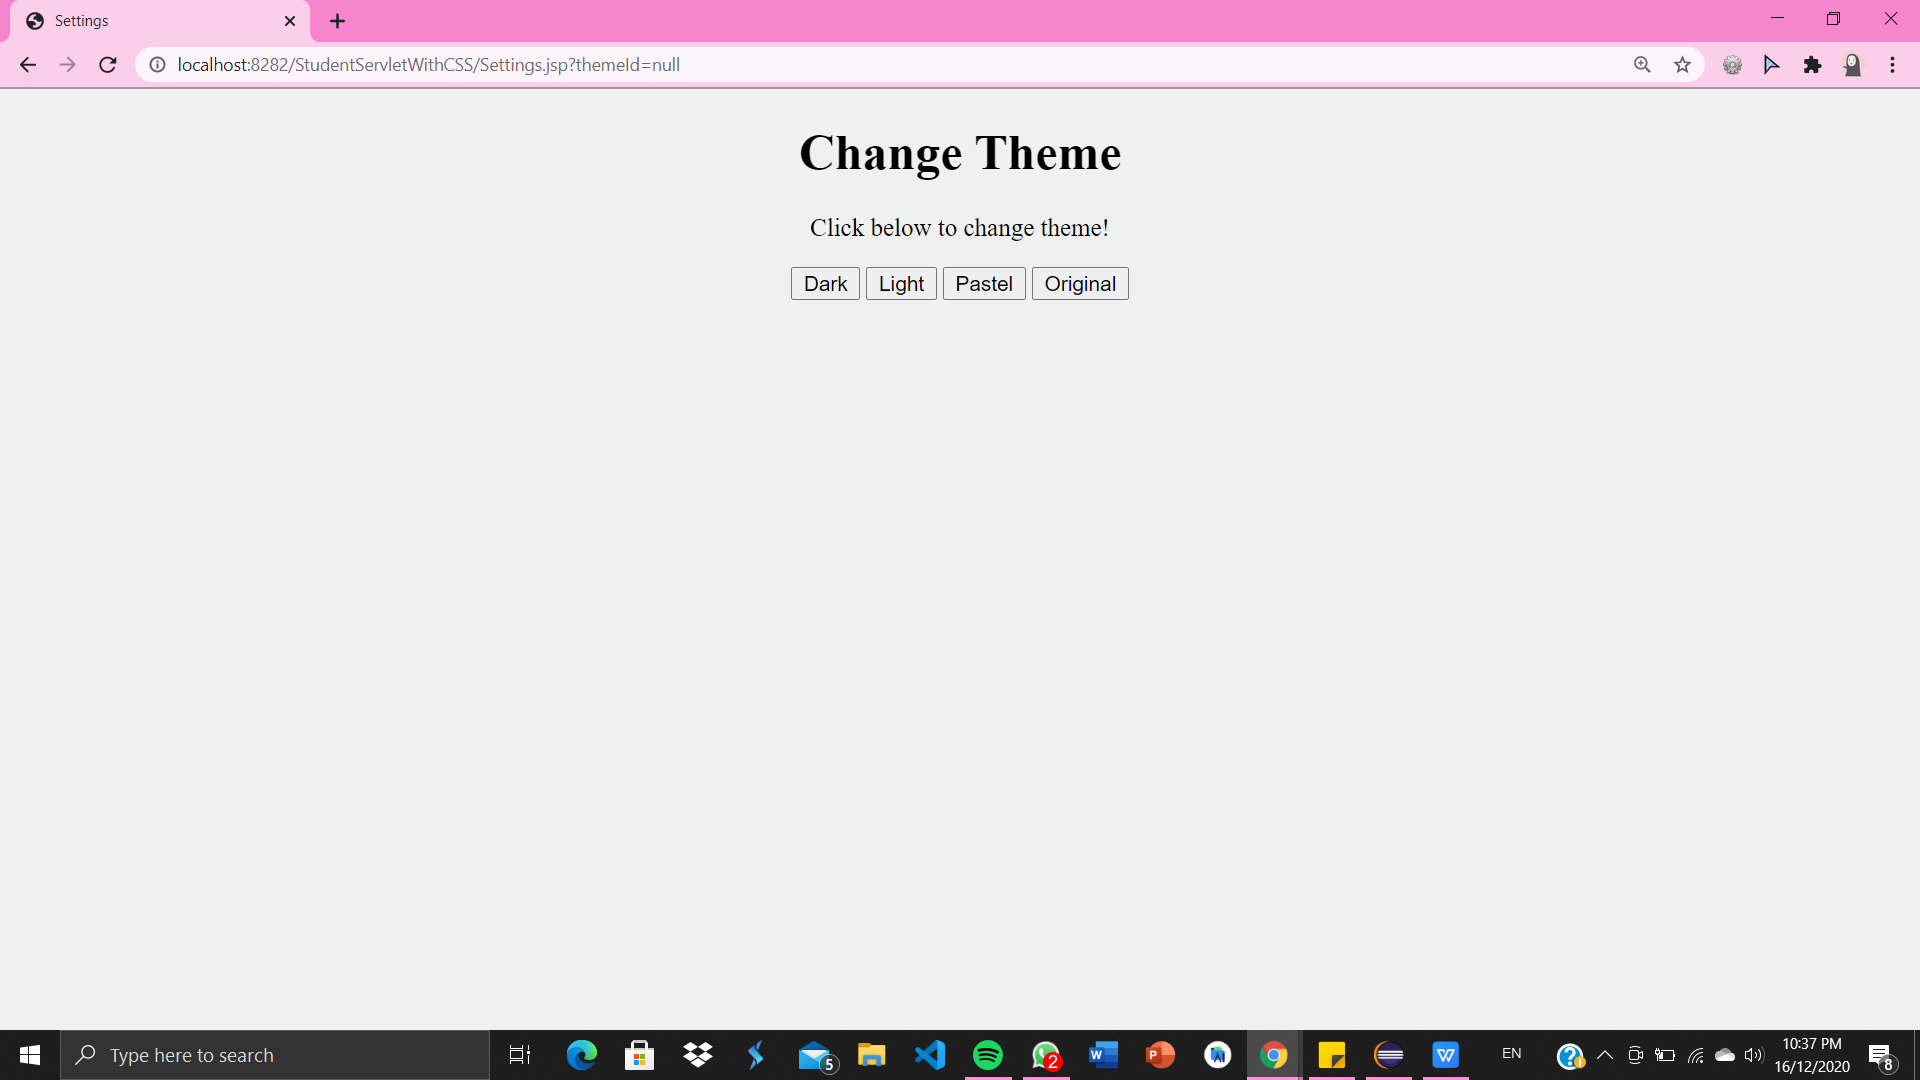 Settings
localhost:8282/StudentServletWithCSS/Settings.jsp?themeId=null
Change Theme
Click below to change theme!
Dark Light Pastel Original
Type here to search
5
2
EN
10:37 PM
16/12/2020
8